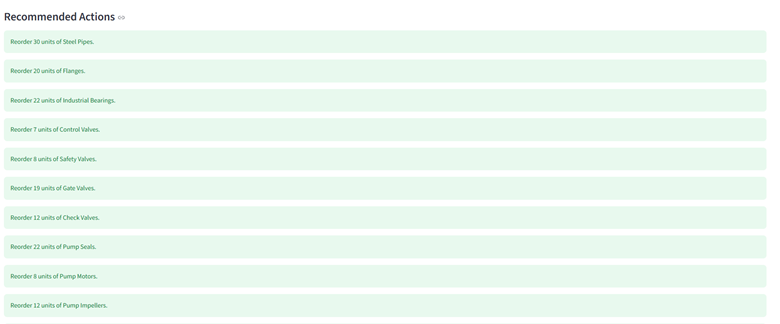 Recommended Actions
Reorder 30 units of Steel Pipes.
Reorder 20 units of Flanges.
Reorder 22 units of Industrial Bearings.
Reorder 7 units of Control Valves.
Reorder 8 units of Safety Valves.
Reorder 19 units of Gate Valves.
Reorder 12 units of Check Valves.
Reorder 22 units of Pump Seals.
Reorder 8 units of Pump Motors.
Reorder 12 units of Pump Impellers.